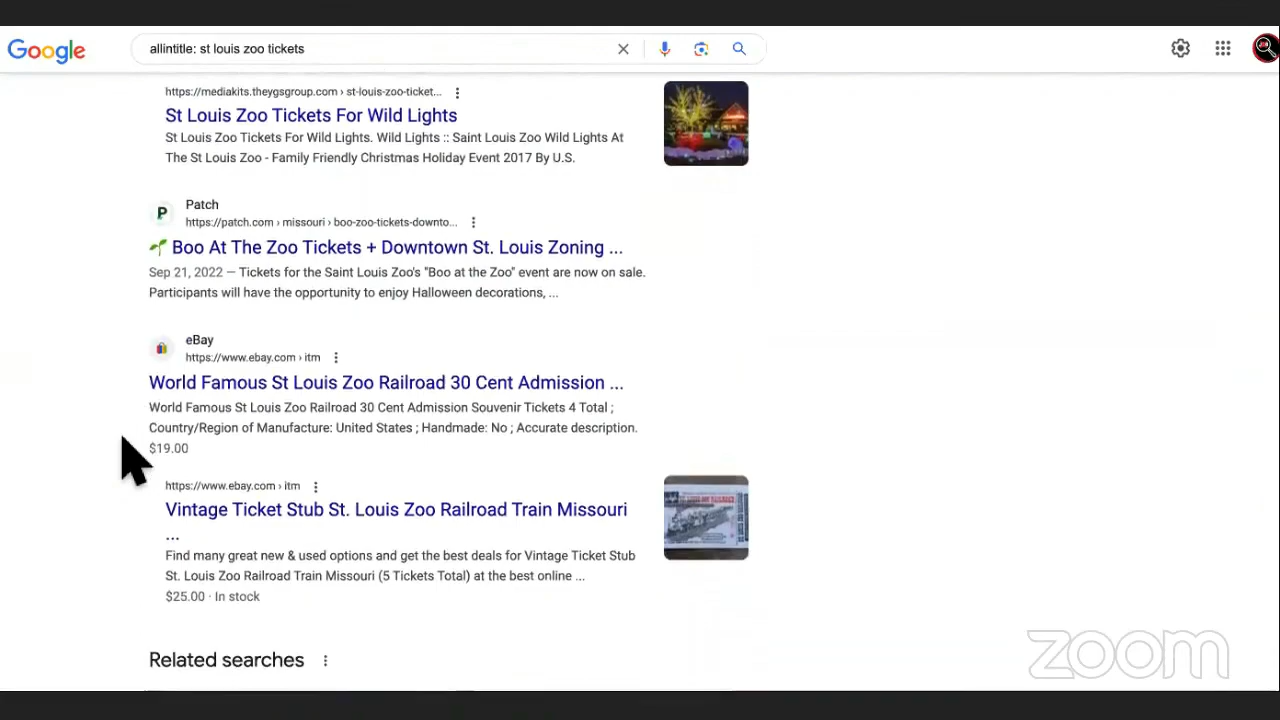 Google
allintitle: st louis zoo tickets
https://mediakits.theygsgroup.com › st-louis-zoo-ticket...
St Louis Zoo Tickets For Wild Lights
St Louis Zoo Tickets For Wild Lights. Wild Lights :: Saint Louis Zoo Wild Lights At
The St Louis Zoo - Family Friendly Christmas Holiday Event 2017 By U.S.
P
Patch
https://patch.com › missouri › boo-zoo-tickets-downto...
Boo At The Zoo Tickets + Downtown St. Louis Zoning ...
Sep 21, 2022 — Tickets for the Saint Louis Zoo's "Boo at the Zoo" event are now on sale.
Participants will have the opportunity to enjoy Halloween decorations, ...
eBay
https://www.ebay.com › itm
World Famous St Louis Zoo Railroad 30 Cent Admission ...
World Famous St Louis Zoo Railroad 30 Cent Admission Souvenir Tickets 4 Total ;
Country/Region of Manufacture: United States ; Handmade: No ; Accurate description.
$19.00
https://www.ebay.com › itm
Vintage Ticket Stub St. Louis Zoo Railroad Train Missouri
...
Find many great new & used options and get the best deals for Vintage Ticket Stub
St. Louis Zoo Railroad Train Missouri (5 Tickets Total) at the best online ...
$25.00 · In stock
Related searches
zoom